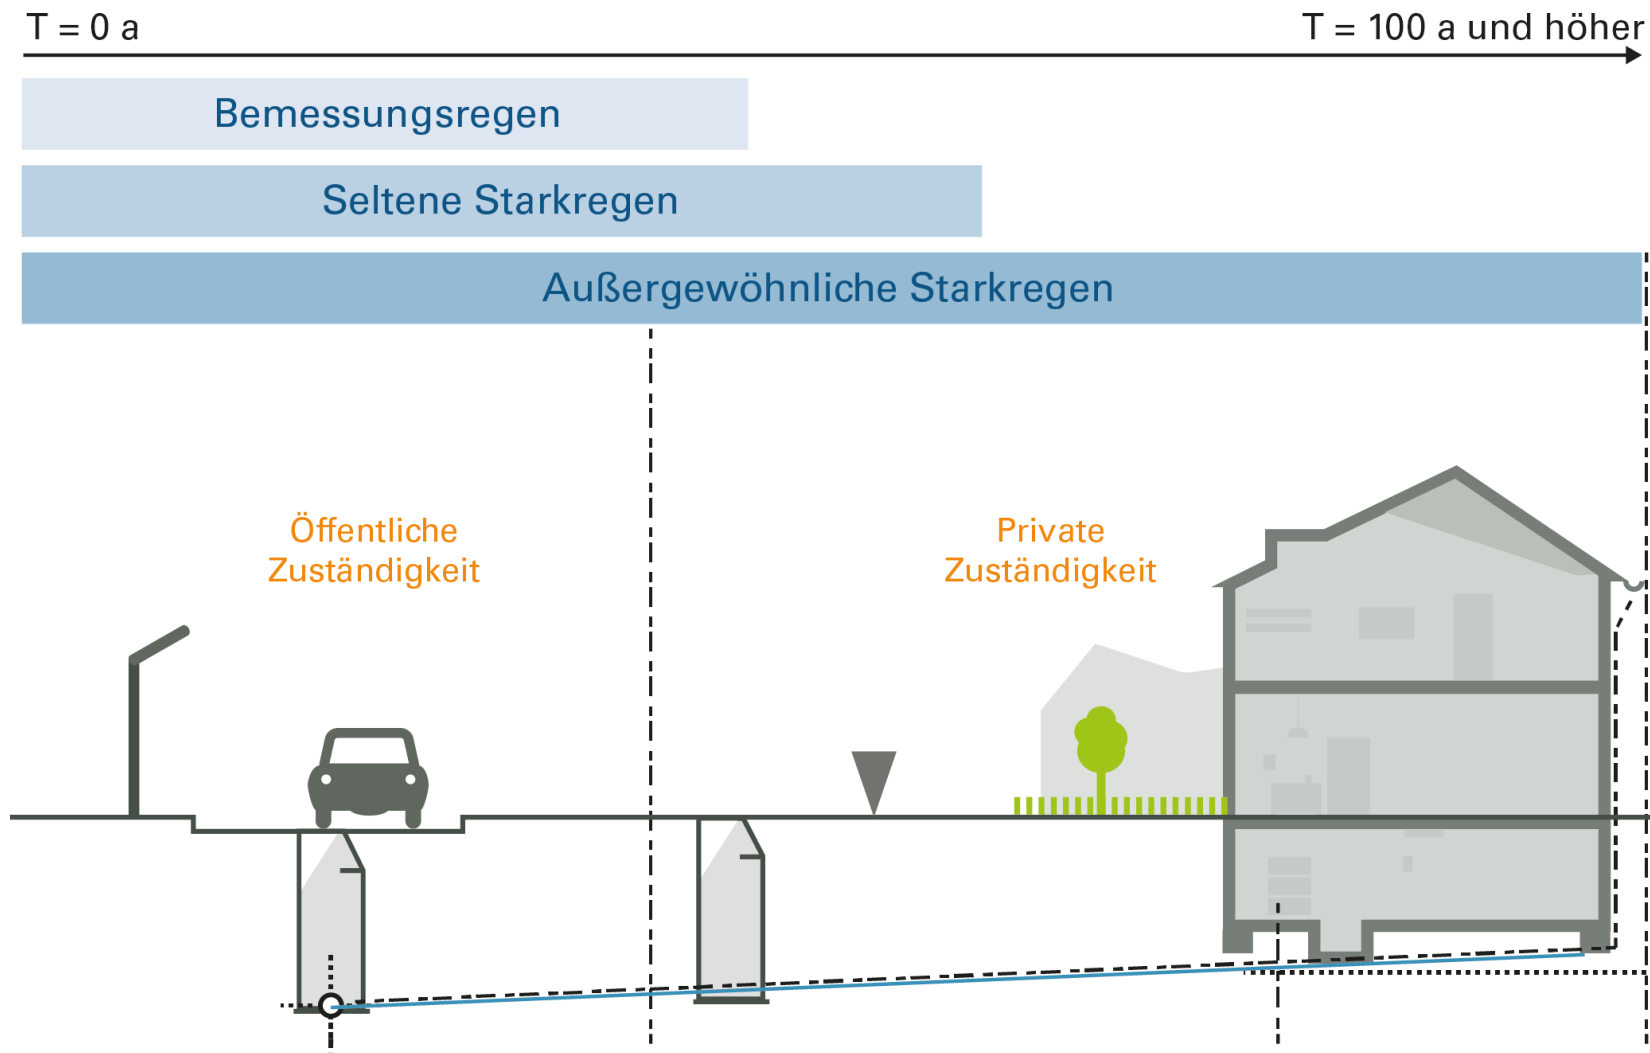 T = 0 a
T = 100 a und höher
Bemessungsregen
Seltene Starkregen
Außergewöhnliche Starkregen
Öffentliche
Zuständigkeit
Private
Zuständigkeit